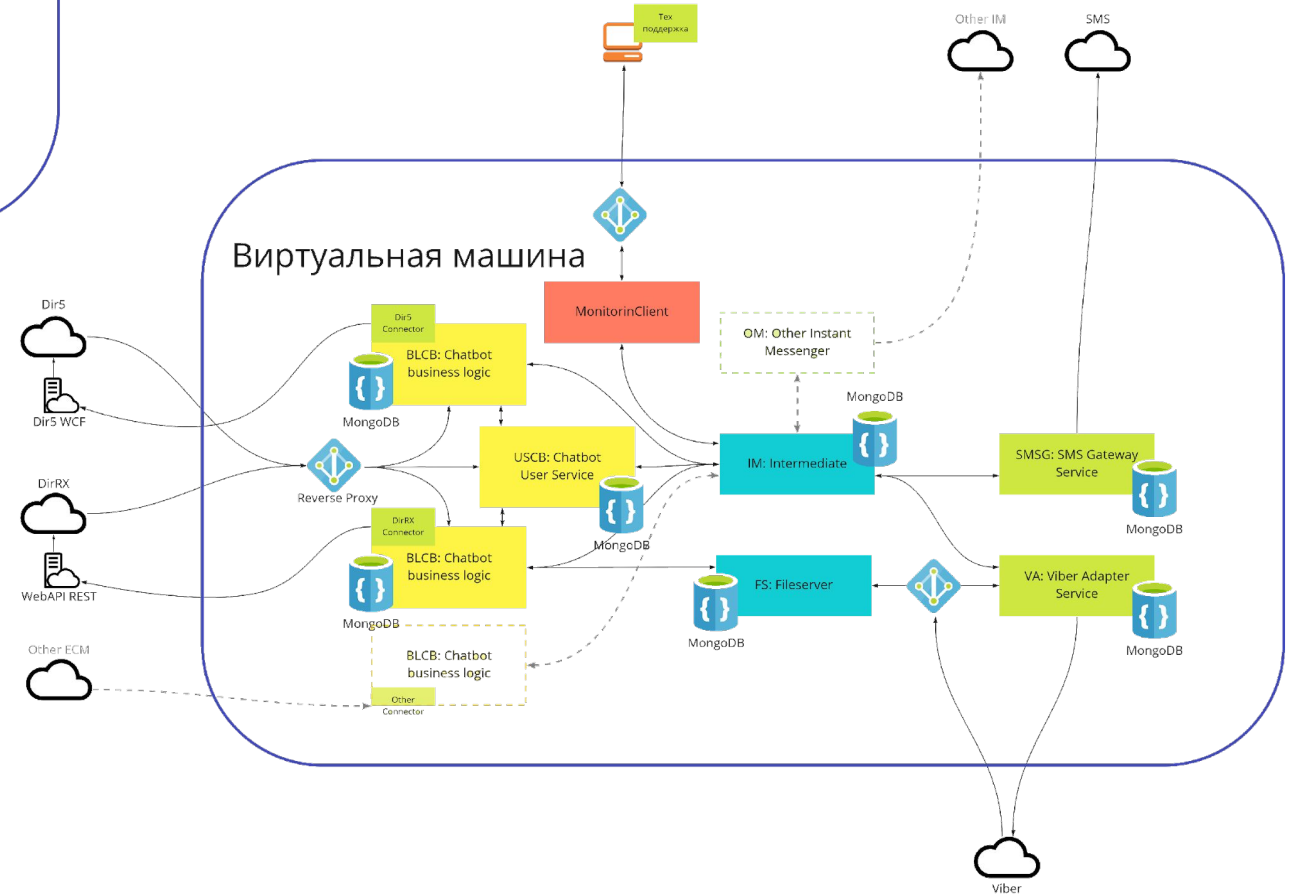 Тех
поддержка
Other IM
SMS
Виртуальная машина
Dir5
Dir5 WCF
DirRX
WebAPI REST
Other ECM
Reverse Proxy
Dir5
Connector
BLCB: Chatbot
business logic
MongoDB
USCB: Chatbot
User Service
MongoDB
DirRX
Connector
BLCB: Chatbot
business logic
MongoDB
BLCB: Chatbot
business logic
Other
Connector
MonitorinClient
OM: Other Instant
Messenger
MongoDB
IM: Intermediate
FS: Fileserver
MongoDB
SMSG: SMS Gateway
Service
MongoDB
VA: Viber Adapter
Service
MongoDB
Viber